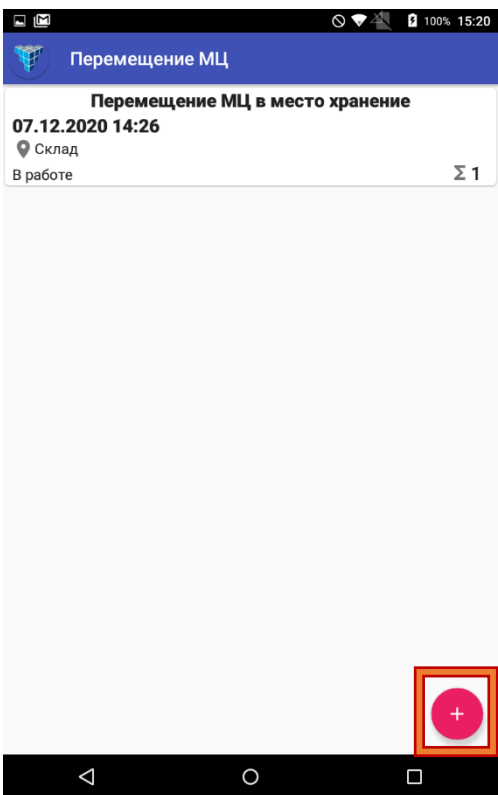 100% 15:20
Перемещение МЦ
Перемещение МЦ в место хранение
07.12.2020 14:26
Склад
В работе Σ 1
+